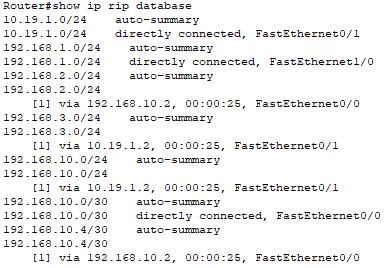 Router#show ip rip database
10.19.1.0/24    auto-summary
10.19.1.0/24    directly connected, FastEthernet0/1
192.168.1.0/24    auto-summary
192.168.1.0/24    directly connected, FastEthernet1/0
192.168.2.0/24    auto-summary
192.168.2.0/24
    [1] via 192.168.10.2, 00:00:25, FastEthernet0/0
192.168.3.0/24    auto-summary
192.168.3.0/24
    [1] via 10.19.1.2, 00:00:25, FastEthernet0/1
192.168.10.0/24    auto-summary
192.168.10.0/24
    [1] via 10.19.1.2, 00:00:25, FastEthernet0/1
192.168.10.0/30    auto-summary
192.168.10.0/30    directly connected, FastEthernet0/0
192.168.10.4/30    auto-summary
192.168.10.4/30
    [1] via 192.168.10.2, 00:00:25, FastEthernet0/0